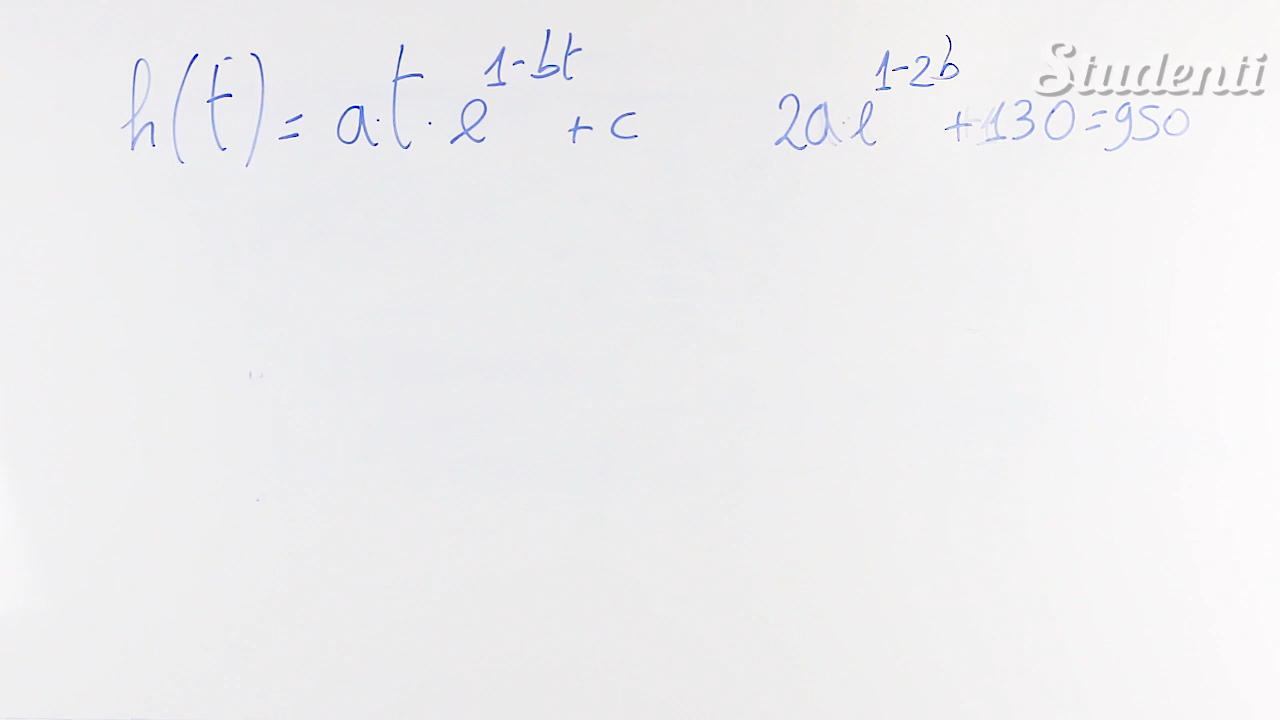 h(t) = a·t·e^{1-bt} + c
2a·e^{1-2b} + 130 = 950
Studenti